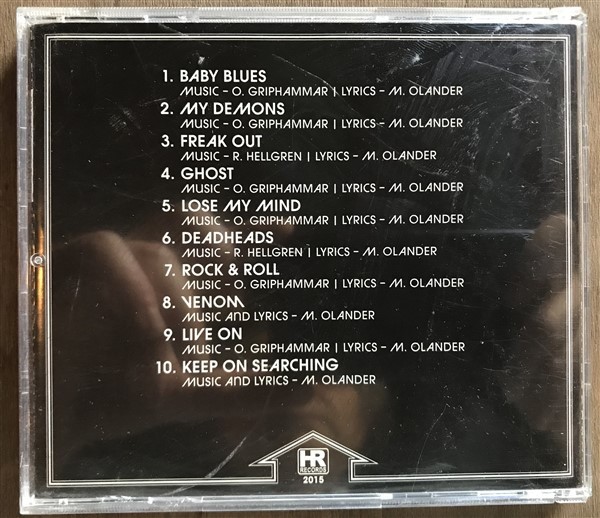 1. BABY BLUES
MUSIC – O. GRIPHAMMAR | LYRICS – M. OLANDER
2. MY DEMONS
MUSIC – O. GRIPHAMMAR | LYRICS – M. OLANDER
3. FREAK OUT
MUSIC – R. HELLGREN | LYRICS – M. OLANDER
4. GHOST
MUSIC – O. GRIPHAMMAR | LYRICS – M. OLANDER
5. LOSE MY MIND
MUSIC – O. GRIPHAMMAR | LYRICS – M. OLANDER
6. DEADHEADS
MUSIC – R. HELLGREN | LYRICS – M. OLANDER
7. ROCK & ROLL
MUSIC – O. GRIPHAMMAR | LYRICS – M. OLANDER
8. VENOM
MUSIC AND LYRICS – M. OLANDER
9. LIVE ON
MUSIC – O. GRIPHAMMAR | LYRICS – M. OLANDER
10. KEEP ON SEARCHING
MUSIC AND LYRICS – M. OLANDER
HR
RECORDS
2015